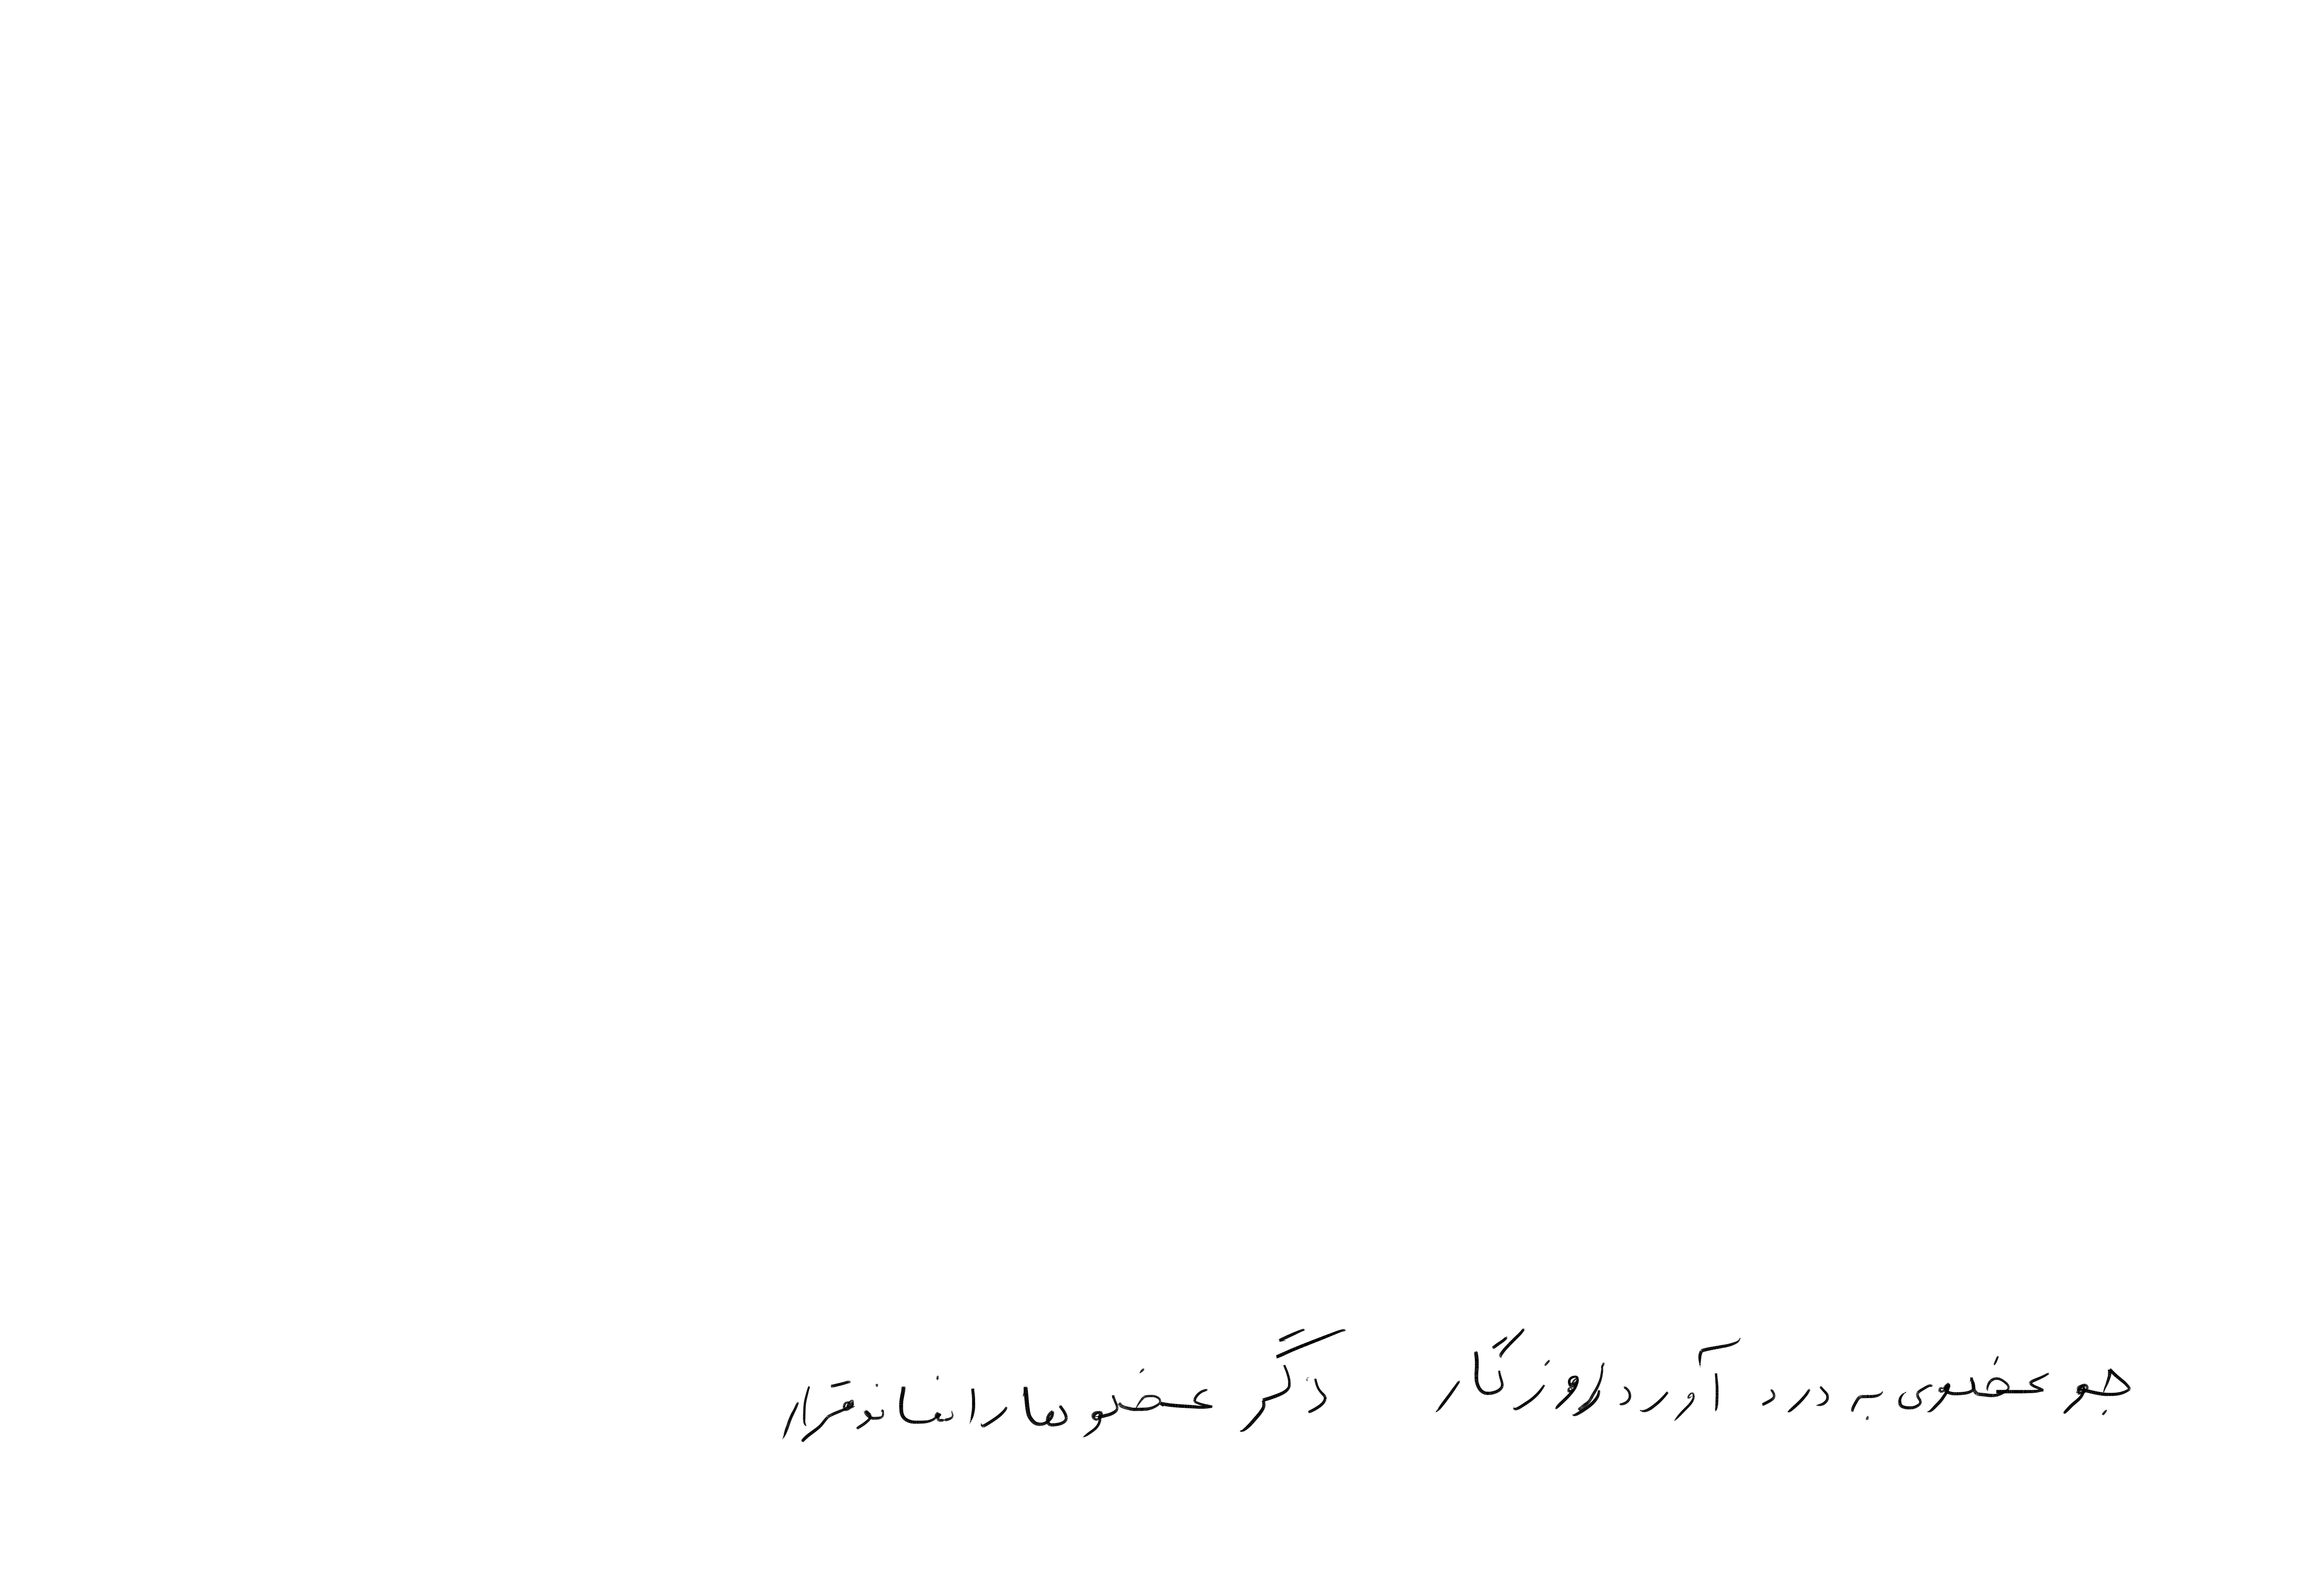 چو عضوی به درد آورد روزگار دگر عضوها را نماند قرار